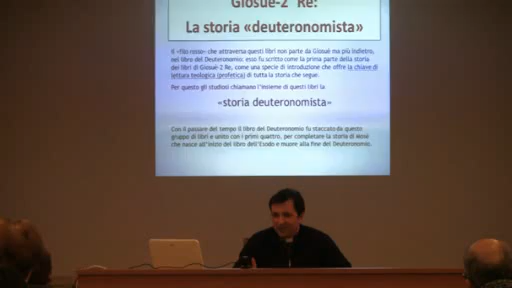 Giosuè-2 Re:
La storia «deuteronomista»
Il «filo rosso» che attraversa questi libri non parte da Giosuè ma più indietro,
nel libro del Deuteronomio: esso fu scritto come la prima parte della storia
dei libri di Giosuè-2 Re, come una specie di introduzione che offre la chiave di
lettura teologica (profetica) di tutta la storia che segue.
Per questo gli studiosi chiamano l'insieme di questi libri la
«storia deuteronomista»
Con il passare del tempo il libro del Deuteronomio fu staccato da questo
gruppo di libri e unito con i primi quattro, per completare la storia di Mosè
che nasce all'inizio del libro dell'Esodo e muore alla fine del Deuteronomio.